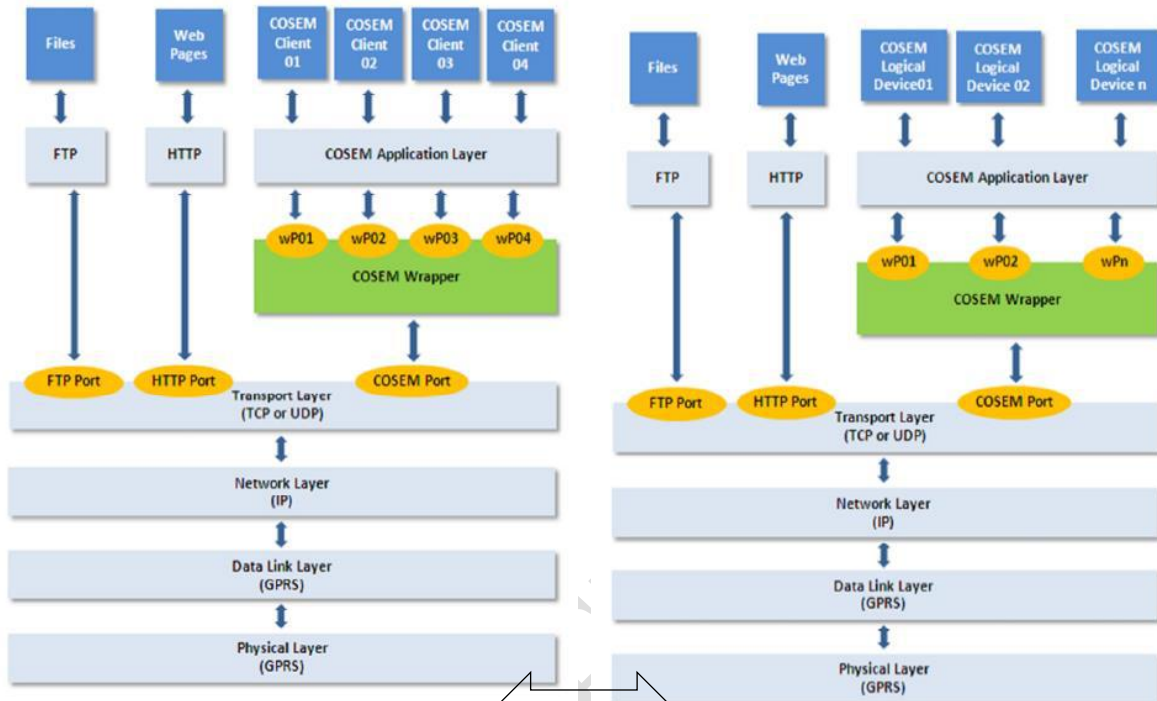 Files
Web
Pages
COSEM
Client
01
COSEM
Client
02
COSEM
Client
03
COSEM
Client
04
FTP
HTTP
COSEM Application Layer
wP01
wP02
wP03
wP04
COSEM Wrapper
FTP Port
HTTP Port
COSEM Port
Transport Layer
(TCP or UDP)
Network Layer
(IP)
Data Link Layer
(GPRS)
Physical Layer
(GPRS)
Files
Web
Pages
COSEM
Logical
Device01
COSEM
Logical
Device 02
COSEM
Logical
Device n
FTP
HTTP
COSEM Application Layer
wP01
wP02
wPn
COSEM Wrapper
FTP Port
HTTP Port
COSEM Port
Transport Layer
(TCP or UDP)
Network Layer
(IP)
Data Link Layer
(GPRS)
Physical Layer
(GPRS)